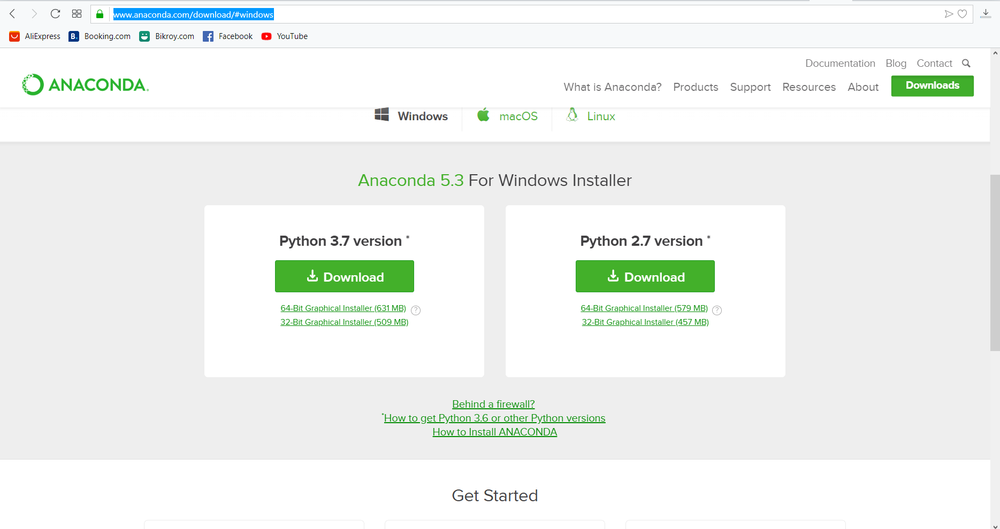 www.anaconda.com/download/#windows
AliExpress B. Booking.com Bikroy.com Facebook YouTube
Documentation Blog Contact
ANACONDA.
What is Anaconda? Products Support Resources About Downloads
Windows macOS Linux
Anaconda 5.3 For Windows Installer
Python 3.7 version *
Download
64-Bit Graphical Installer (631 MB) ?
32-Bit Graphical Installer (509 MB)
Python 2.7 version *
Download
64-Bit Graphical Installer (579 MB) ?
32-Bit Graphical Installer (457 MB)
Behind a firewall?
*How to get Python 3.6 or other Python versions
How to Install ANACONDA
Get Started